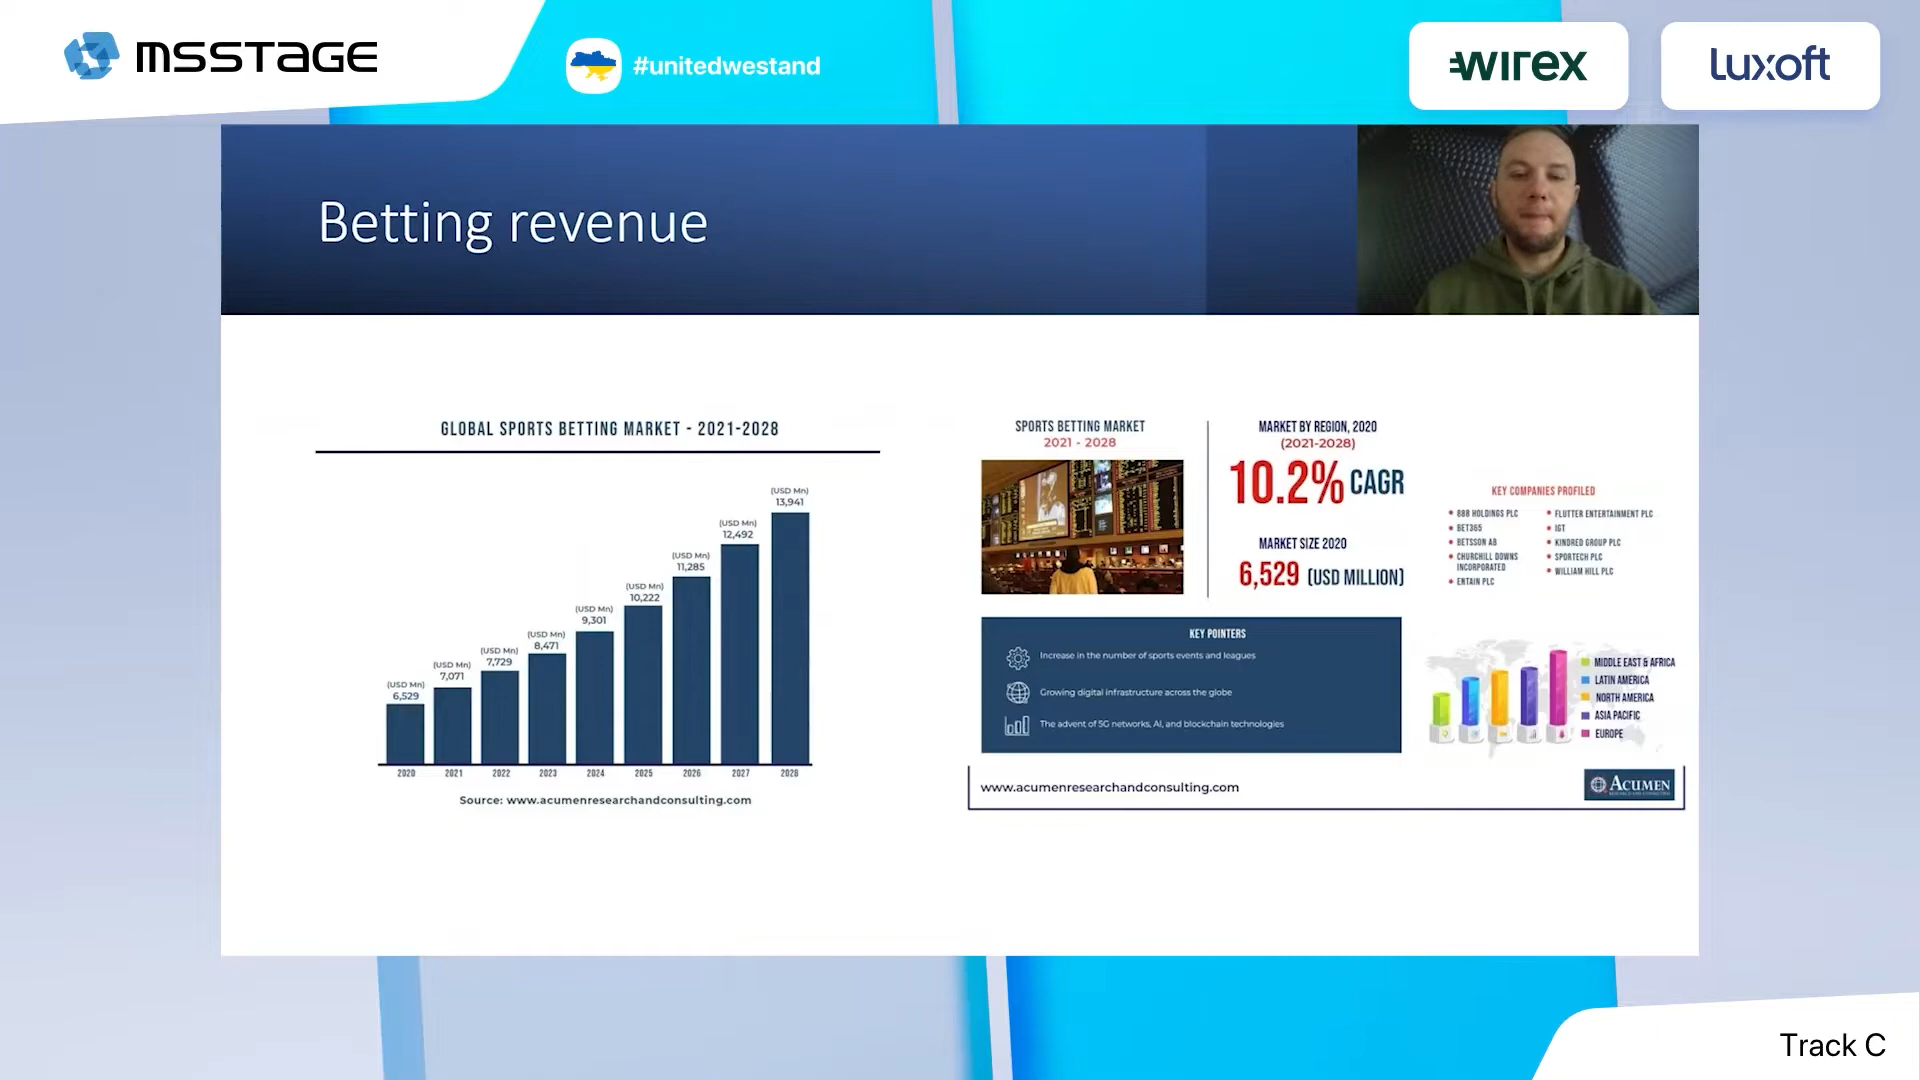 MSSTAGE
#unitedwestand
wirex
luxoft
Betting revenue
GLOBAL SPORTS BETTING MARKET - 2021-2028
(USD Mn)
6,529
(USD Mn)
7,071
(USD Mn)
7,729
(USD Mn)
8,471
(USD Mn)
9,301
(USD Mn)
10,222
(USD Mn)
11,285
(USD Mn)
12,492
(USD Mn)
13,941
2020 2021 2022 2023 2024 2025 2026 2027 2028
Source: www.acumenresearchandconsulting.com
SPORTS BETTING MARKET
2021 - 2028
MARKET BY REGION, 2020
(2021-2028)
10.2% CAGR
MARKET SIZE 2020
6,529 (USD MILLION)
KEY COMPANIES PROFILED
888 HOLDINGS PLC
BET365
BETSSON AB
CHURCHILL DOWNS
INCORPORATED
ENTAIN PLC
FLUTTER ENTERTAINMENT PLC
IGT
KINDRED GROUP PLC
SPORTECH PLC
WILLIAM HILL PLC
KEY POINTERS
Increase in the number of sports events and leagues
Growing digital infrastructure across the globe
The advent of 5G networks, AI, and blockchain technologies
MIDDLE EAST & AFRICA
LATIN AMERICA
NORTH AMERICA
ASIA PACIFIC
EUROPE
www.acumenresearchandconsulting.com
ACUMEN
Track C